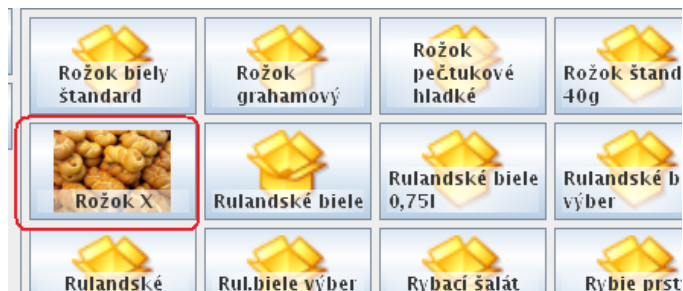 Rožok biely
štandard
Rožok
grahamový
Rožok
pečtukové
hladké
Rožok štand
40g
Rožok X
Rulandské biele
Rulandské biele
0,75l
Rulandské b
výber
Rulandské
Rul.biele výber
Rybací šalát
Rybie prst